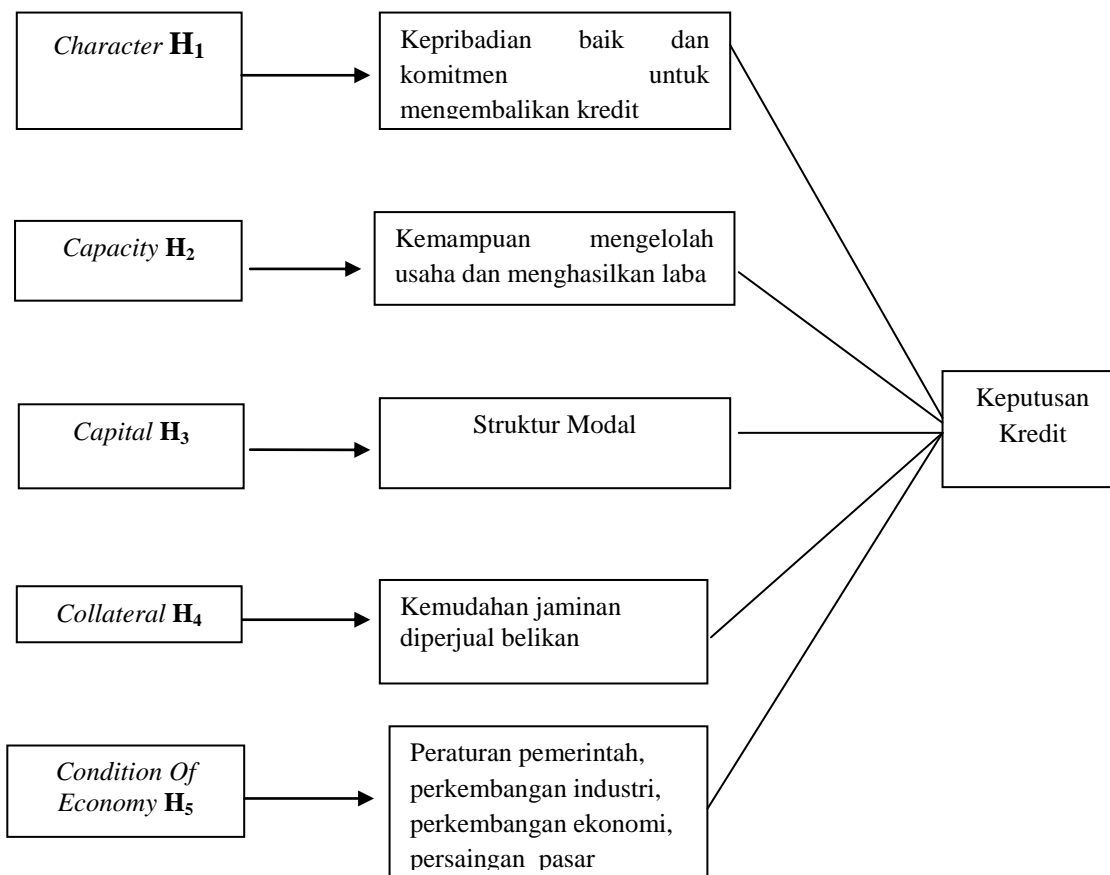 Character H₁
Kepribadian baik dan
komitmen untuk
mengembalikan kredit
Capacity H₂
Kemampuan mengelolah
usaha dan menghasilkan laba
Capital H₃
Struktur Modal
Keputusan
Kredit
Collateral H₄
Kemudahan jaminan
diperjual belikan
Condition Of
Economy H₅
Peraturan pemerintah,
perkembangan industri,
perkembangan ekonomi,
persaingan pasar